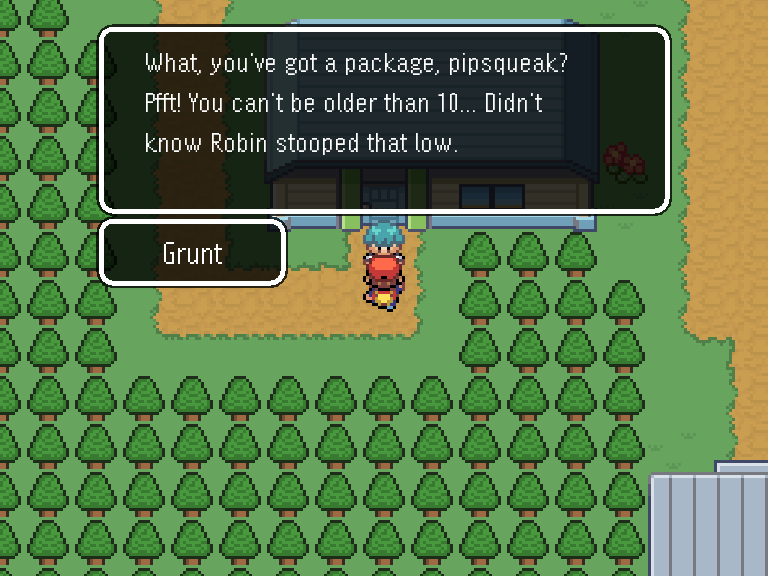 What, you've got a package, pipsqueak?
Pfft! You can't be older than 10... Didn't
know Robin stooped that low.
Grunt